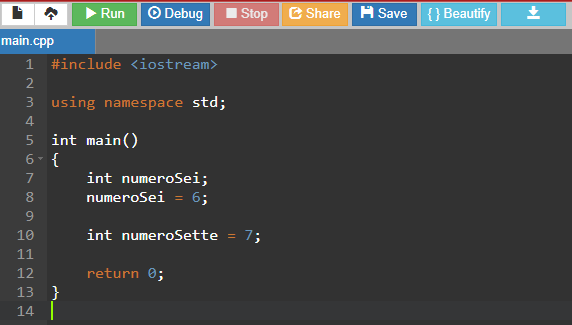 Run Debug Stop Share Save { } Beautify
main.cpp
1 #include <iostream>
2
3 using namespace std;
4
5 int main()
6 {
7 int numeroSei;
8 numeroSei = 6;
9
10 int numeroSette = 7;
11
12 return 0;
13 }
14